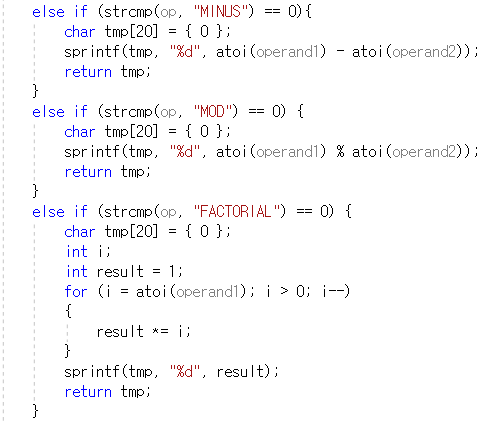 else if (strcmp(op, "MINUS") == 0){
char tmp[20] = { 0 };
sprintf(tmp, "%d", atoi(operand1) - atoi(operand2));
return tmp;
}
else if (strcmp(op, "MOD") == 0) {
char tmp[20] = { 0 };
sprintf(tmp, "%d", atoi(operand1) % atoi(operand2));
return tmp;
}
else if (strcmp(op, "FACTORIAL") == 0) {
char tmp[20] = { 0 };
int i;
int result = 1;
for (i = atoi(operand1); i > 0; i--)
{
result *= i;
}
sprintf(tmp, "%d", result);
return tmp;
}